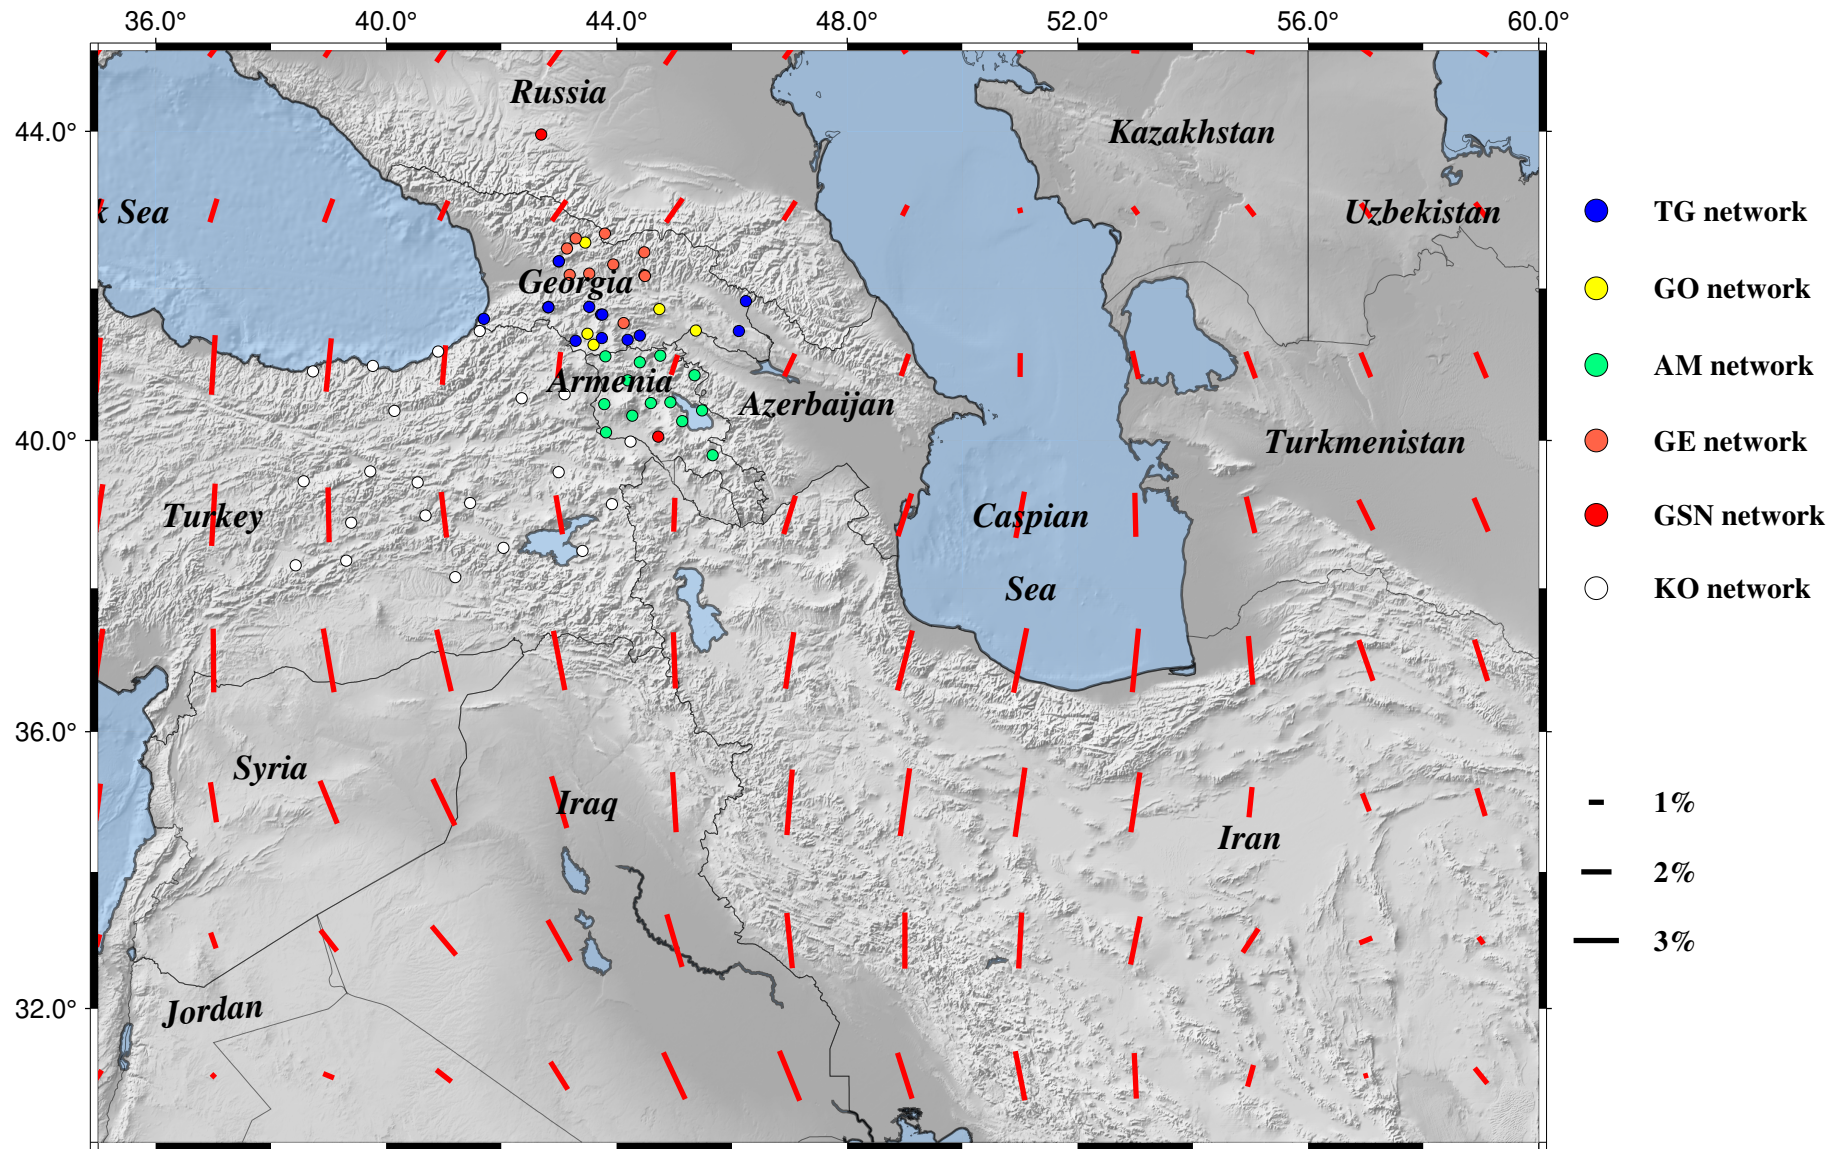 36.0° 40.0° 44.0° 48.0° 52.0° 56.0° 60.0°
Russia
44.0°
Kazakhstan
k Sea
Uzbekistan
TG network
Georgia
GO network
AM network
Armenia
Azerbaijan
40.0°
Turkmenistan
GE network
Turkey
Caspian
GSN network
Sea
KO network
36.0°
Syria
Iraq
1%
Iran
2%
3%
32.0°
Jordan